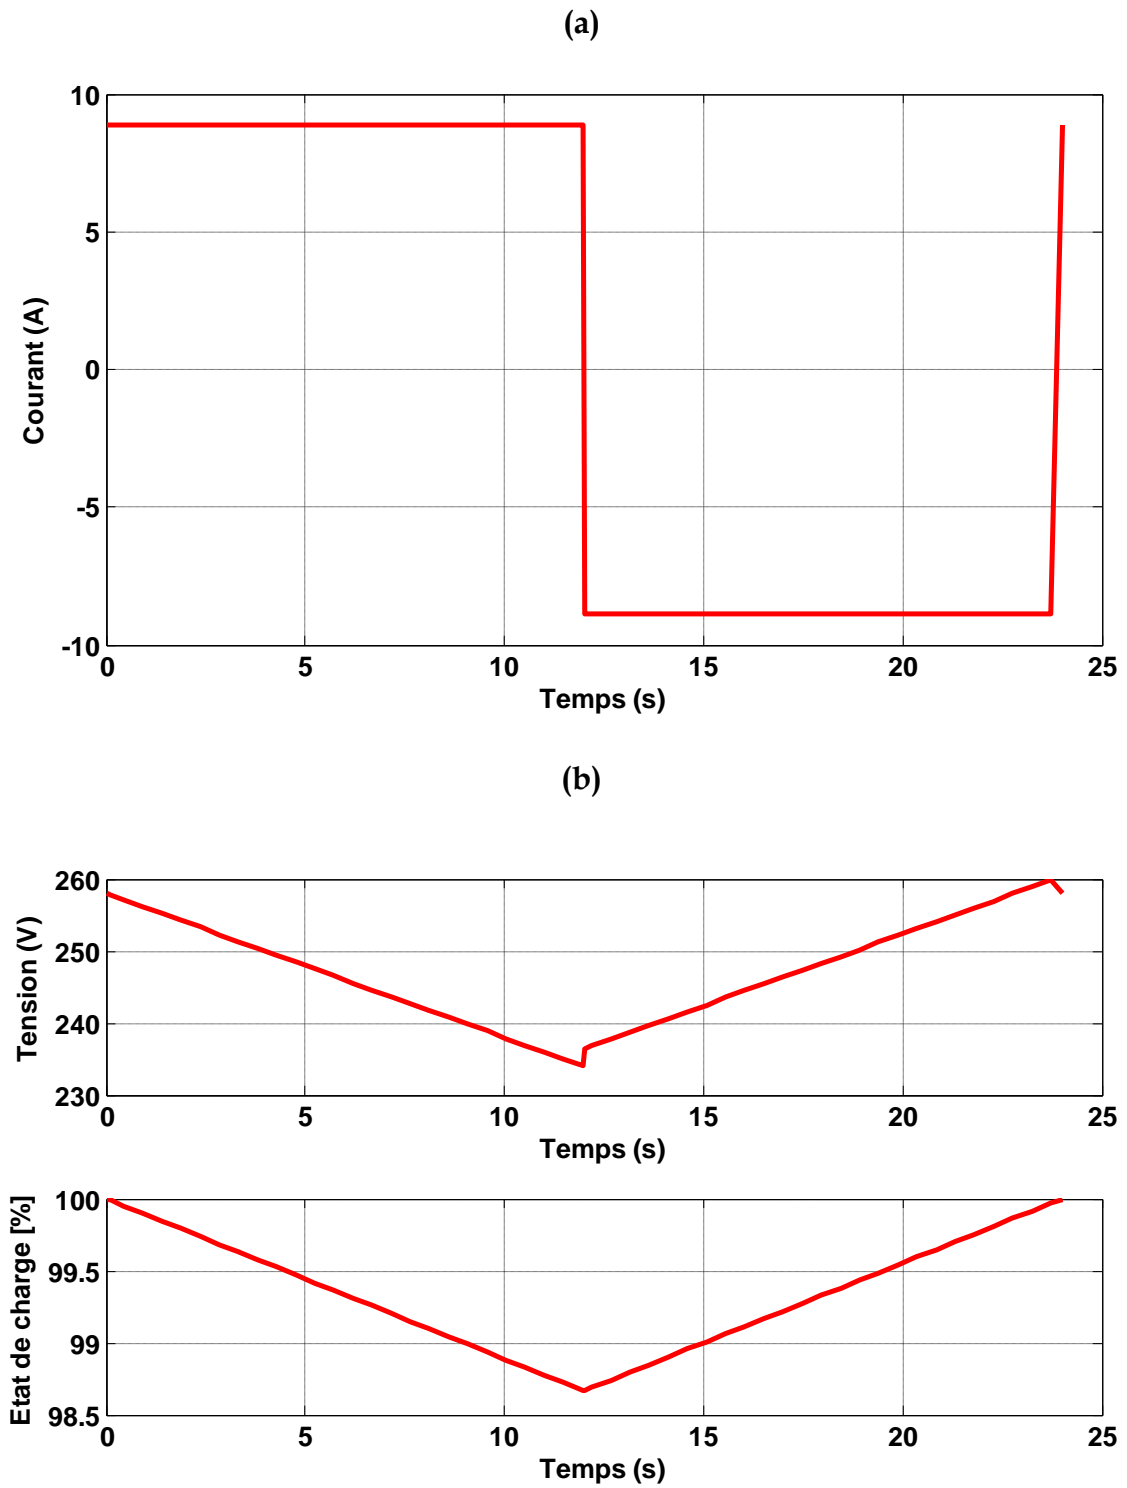 (a)
10
5
0
-5
-10
Courant (A)
0 5 10 15 20 25
Temps (s)
(b)
260
250
240
230
Tension (V)
0 5 10 15 20 25
Temps (s)
100
99.5
99
98.5
Etat de charge [%]
0 5 10 15 20 25
Temps (s)